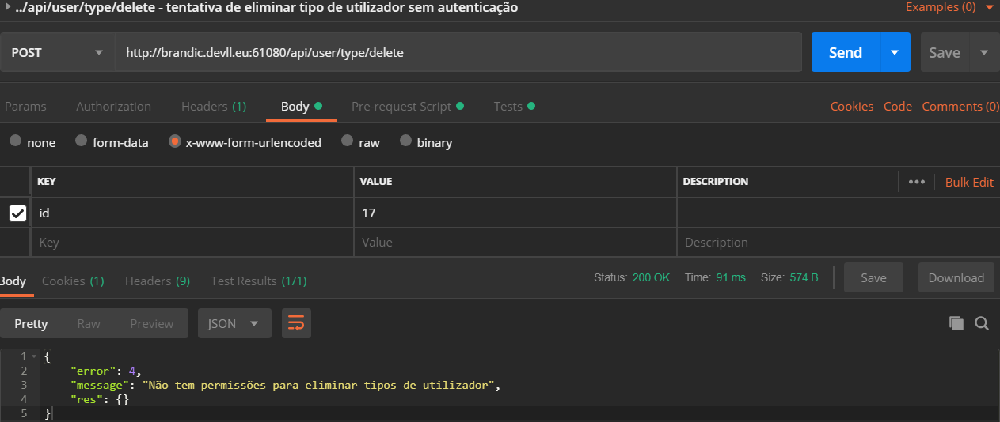 ../api/user/type/delete - tentativa de eliminar tipo de utilizador sem autenticação Examples (0)
POST http://brandic.devll.eu:61080/api/user/type/delete Send Save
Params Authorization Headers (1) Body Pre-request Script Tests Cookies Code Comments (0)
none form-data x-www-form-urlencoded raw binary
KEY VALUE DESCRIPTION ••• Bulk Edit
id 17
Key Value Description
Body Cookies (1) Headers (9) Test Results (1/1) Status: 200 OK Time: 91 ms Size: 574 B Save Download
Pretty Raw Preview JSON
1 {
2 "error": 4,
3 "message": "Não tem permissões para eliminar tipos de utilizador",
4 "res": {}
5 }